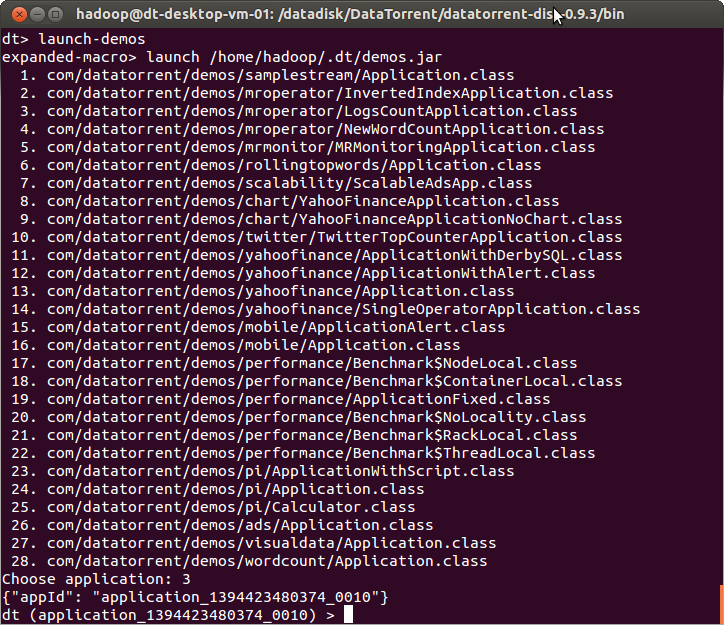 hadoop@dt-desktop-vm-01: /datadisk/DataTorrent/datatorrent-dist-0.9.3/bin
dt> launch-demos
expanded-macro> launch /home/hadoop/.dt/demos.jar
1. com/datatorrent/demos/samplestream/Application.class
2. com/datatorrent/demos/mroperator/InvertedIndexApplication.class
3. com/datatorrent/demos/mroperator/LogsCountApplication.class
4. com/datatorrent/demos/mroperator/NewWordCountApplication.class
5. com/datatorrent/demos/mrmonitor/MRMonitoringApplication.class
6. com/datatorrent/demos/rollingtopwords/Application.class
7. com/datatorrent/demos/scalability/ScalableAdsApp.class
8. com/datatorrent/demos/chart/YahooFinanceApplication.class
9. com/datatorrent/demos/chart/YahooFinanceApplicationNoChart.class
10. com/datatorrent/demos/twitter/TwitterTopCounterApplication.class
11. com/datatorrent/demos/yahoofinance/ApplicationWithDerbySQL.class
12. com/datatorrent/demos/yahoofinance/ApplicationWithAlert.class
13. com/datatorrent/demos/yahoofinance/Application.class
14. com/datatorrent/demos/yahoofinance/SingleOperatorApplication.class
15. com/datatorrent/demos/mobile/ApplicationAlert.class
16. com/datatorrent/demos/mobile/Application.class
17. com/datatorrent/demos/performance/Benchmark$NodeLocal.class
18. com/datatorrent/demos/performance/Benchmark$ContainerLocal.class
19. com/datatorrent/demos/performance/ApplicationFixed.class
20. com/datatorrent/demos/performance/Benchmark$NoLocality.class
21. com/datatorrent/demos/performance/Benchmark$RackLocal.class
22. com/datatorrent/demos/performance/Benchmark$ThreadLocal.class
23. com/datatorrent/demos/pi/ApplicationWithScript.class
24. com/datatorrent/demos/pi/Application.class
25. com/datatorrent/demos/pi/Calculator.class
26. com/datatorrent/demos/ads/Application.class
27. com/datatorrent/demos/visualdata/Application.class
28. com/datatorrent/demos/wordcount/Application.class
Choose application: 3
{"appId": "application_1394423480374_0010"}
dt (application_1394423480374_0010) >